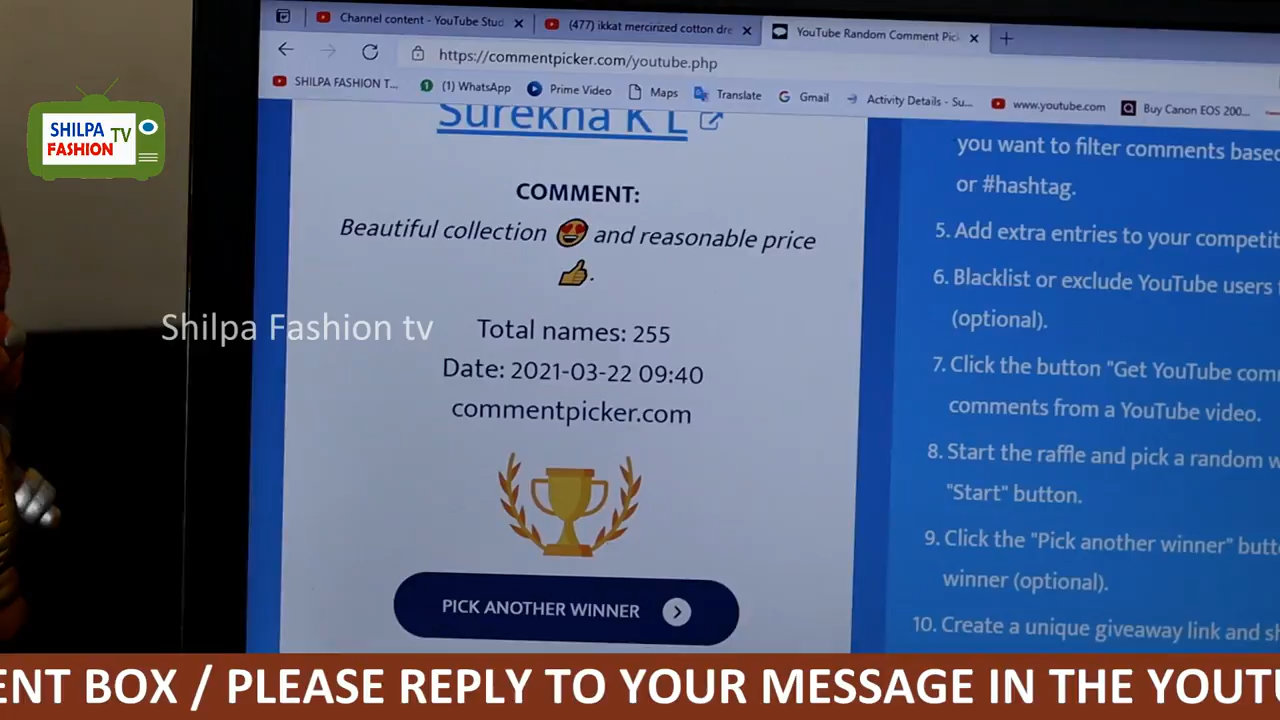 Channel content - YouTube Stud
(477) ikkat mercirized cotton dre
YouTube Random Comment Pic
https://commentpicker.com/youtube.php
SHILPA FASHION T...
(1) WhatsApp
Prime Video
Maps
Translate
Gmail
Activity Details - Su...
www.youtube.com
Buy Canon EOS 200...
SHILPA TV
FASHION
Surekha K L
COMMENT:
Beautiful collection 😍 and reasonable price
👍.
Total names: 255
Date: 2021-03-22 09:40
commentpicker.com
PICK ANOTHER WINNER
you want to filter comments based
or #hashtag.
5. Add extra entries to your competit
6. Blacklist or exclude YouTube users
(optional).
7. Click the button "Get YouTube com
comments from a YouTube video.
8. Start the raffle and pick a random w
"Start" button.
9. Click the "Pick another winner" butt
winner (optional).
10. Create a unique giveaway link and sh
Shilpa Fashion tv
ENT BOX / PLEASE REPLY TO YOUR MESSAGE IN THE YOUTU